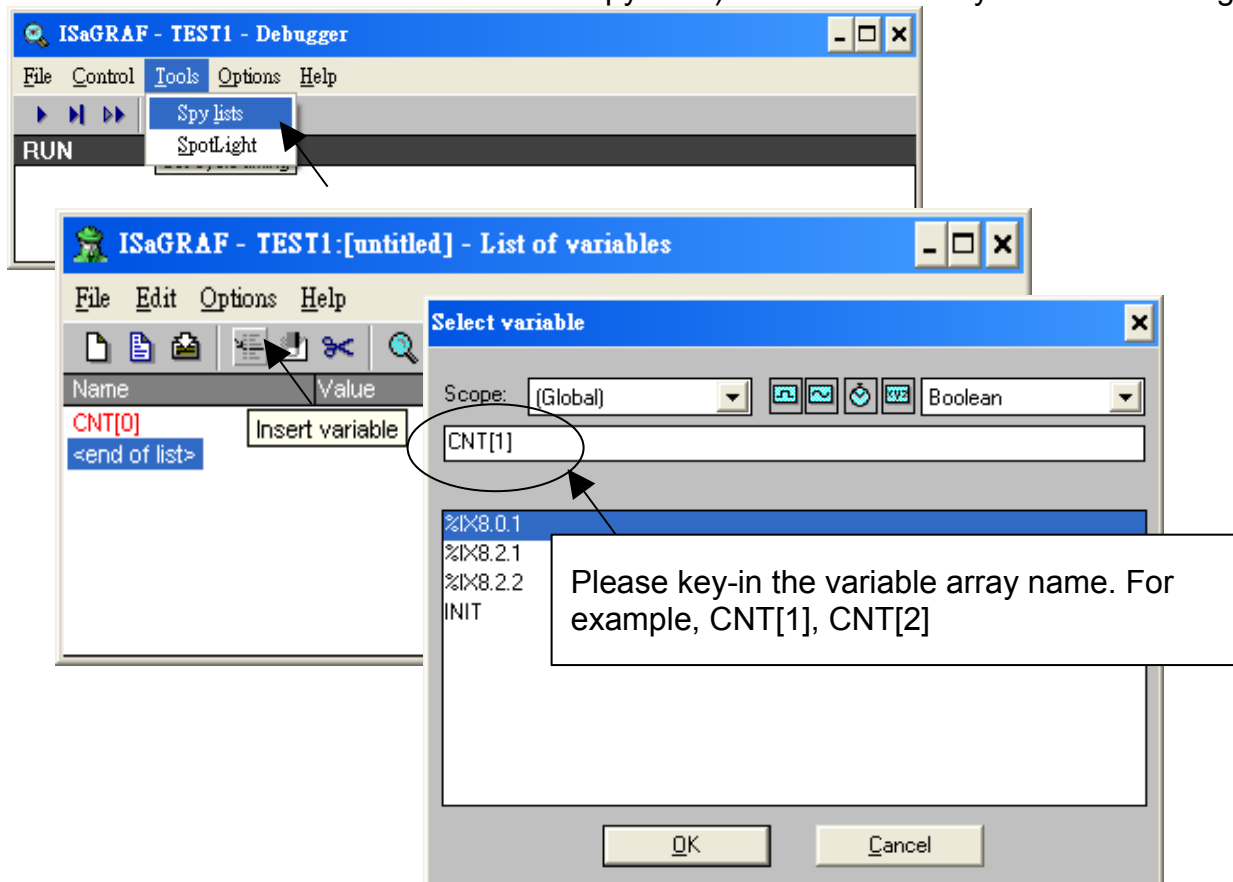 ISaGRAF - TEST1 - Debugger
File Control Tools Options Help
Spy lists
SpotLight
RUN
ISaGRAF - TEST1:[untitled] - List of variables
File Edit Options Help
Name Value
CNT[0]
<end of list>
Insert variable
Select variable
Scope: (Global) Boolean
CNT[1]
%IX8.0.1
%IX8.2.1
%IX8.2.2
INIT
Please key-in the variable array name. For
example, CNT[1], CNT[2]
OK Cancel